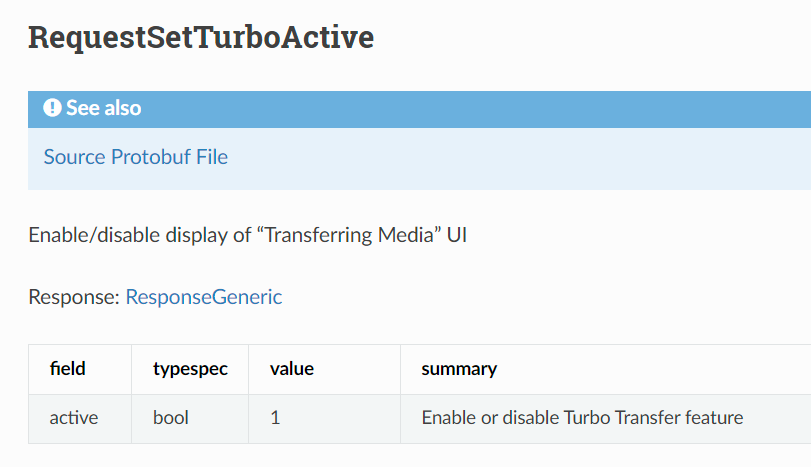 RequestSetTurboActive
See also
Source Protobuf File
Enable/disable display of “Transferring Media” UI
Response: ResponseGeneric
field typespec value summary
active bool 1 Enable or disable Turbo Transfer feature